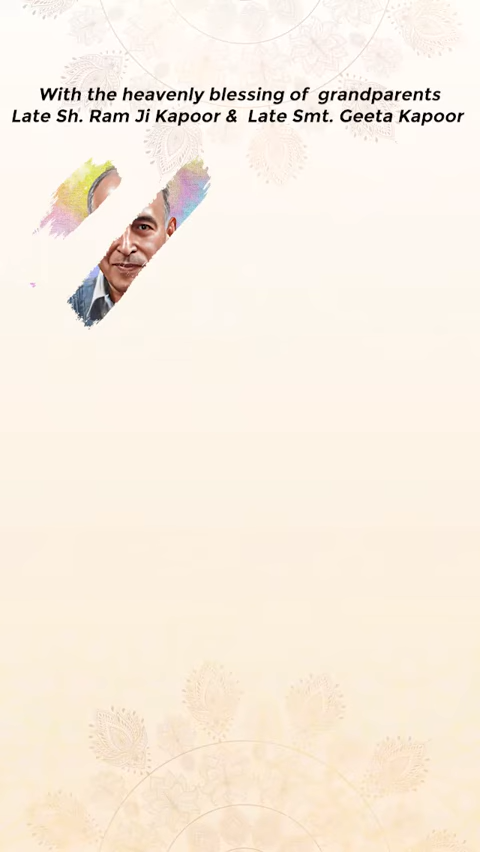 With the heavenly blessing of grandparents
Late Sh. Ram Ji Kapoor & Late Smt. Geeta Kapoor